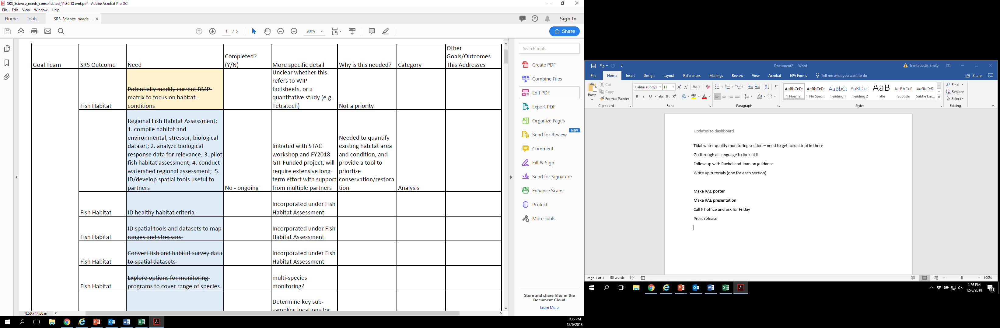 SRS_Science_needs_consolidated_11.30.18 emt.pdf - Adobe Acrobat Pro DC
File Edit View Window Help
Home Tools SRS_Science_needs_... ×
Sign In
1 / 5 200% Share
Goal Team
SRS Outcome
Need
Completed?
(Y/N)
More specific detail
Why is this needed?
Category
Other
Goals/Outcomes
This Addresses
Fish Habitat
Potentially modify current BMP
matrix to focus on habitat
conditions
Unclear whether this
refers to WIP
factsheets, or a
quantitative study (e.g.
Tetratech)
Not a priority
Regional Fish Habitat Assessment:
1. compile habitat and
environmental, stressor, biological
dataset; 2. analyze biological
response data for relevance; 3. pilot
fish habitat assessment; 4. conduct
watershed regional assessment; 5.
ID/develop spatial tools useful to
partners
No - ongoing
Initiated with STAC
workshop and FY2018
GIT Funded project, will
require extensive long-
term effort with support
from multiple partners
Needed to quantify
existing habitat area
and condition, and
provide a tool to
priortize
conservation/restora
tion
Analysis
Fish Habitat
ID healthy habitat criteria
Incorporated under Fish
Habitat Assessment
Fish Habitat
ID spatial tools and datasets to map
ranges and stressors
Incorporated under Fish
Habitat Assessment
Fish Habitat
Convert fish and habitat survey data
to spatial datasets
Incorporated under Fish
Habitat Assessment
Fish Habitat
Explore options for monitoring
programs to cover range of species
multi-species
monitoring?
Determine key sub-
sampling locations for
8.50 x 14.00 in
Search tools
Create PDF
Combine Files
Edit PDF
Export PDF
Organize Pages
Send for Review NEW
Comment
Fill & Sign
Send for Signature
Enhance Scans
Protect
More Tools
Store and share files in the
Document Cloud
Learn More
1:36 PM
12/6/2018
Document2 - Word
Trentacoste, Emily
File Home Insert Design Layout References Mailings Review View Acrobat EPA Forms Tell me what you want to do Share
Paste
Cut
Copy
Format Painter
Clipboard
Calibri (Body) 11
Font
Paragraph
AaBbCcDc
¶ Normal
AaBbCcDc
¶ No Spac...
AaBbCc
Heading 1
AaBbCcD
Heading 2
AaB
Title
AaBbCcD
Subtitle
AaBbCcDc
Subtle Em...
Styles
Find
Replace
Select
Editing
Updates to dashboard
Tidal water quality monitoring section – need to get actual tool in there
Go through all language to look at it
Follow up with Rachel and Joan on guidance
Write up tutorials (one for each section)
Make RAE poster
Make RAE presentation
Call PT office and ask for Friday
Press release
Page 1 of 1 50 words 100%
1:36 PM
12/6/2018
21